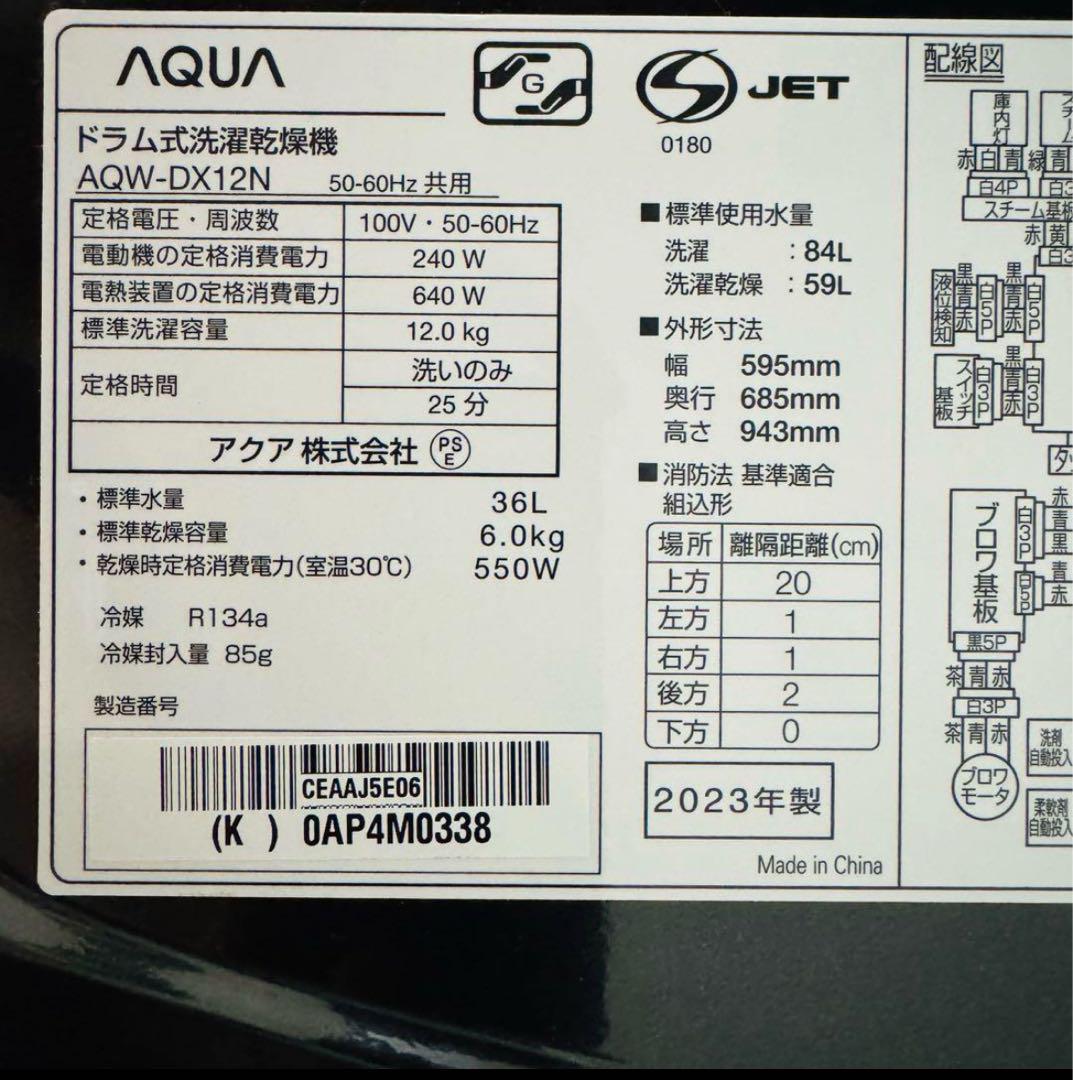 AQUA
G
JET
0180
ドラム式洗濯乾燥機
AQW-DX12N 50-60Hz 共用
定格電圧・周波数 100V・50-60Hz
電動機の定格消費電力 240 W
電熱装置の定格消費電力 640 W
標準洗濯容量 12.0 kg
定格時間 洗いのみ
25 分
アクア 株式会社 PSE
・標準水量 36L
・標準乾燥容量 6.0kg
・乾燥時定格消費電力(室温30℃) 550W
冷媒 R134a
冷媒封入量 85g
製造番号
CEAAJ5E06
(K ) 0AP4M0338
■標準使用水量
洗濯 : 84L
洗濯乾燥 : 59L
■外形寸法
幅 595mm
奥行 685mm
高さ 943mm
■消防法 基準適合
組込形
場所 離隔距離(cm)
上方 20
左方 1
右方 1
後方 2
下方 0
2023年製
Made in China
配線図
庫内灯
赤白青 緑青
白4P 白3
スチーム基板
赤黄
白3
液位検知
黒青赤
白5P
黒青赤
白5P
スイッチ基板
白3P
黒青赤
白3P
ブロワ基板
白3P
赤
青
黒
白5P
青
赤
黒5P
茶青赤
白3P
茶青赤
ブロワモータ
洗剤
自動投入
柔軟剤
自動投入